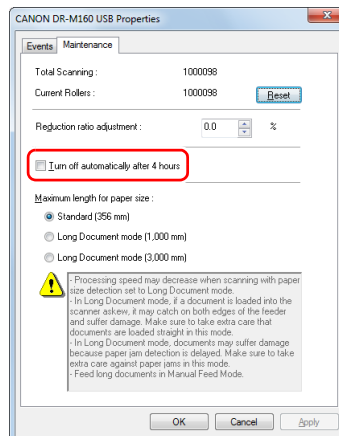 CANON DR-M160 USB Properties
Events
Maintenance
Total Scanning : 1000098
Current Rollers : 1000098 Reset
Reduction ratio adjustment : 0.0 %
Turn off automatically after 4 hours
Maximum length for paper size :
Standard (356 mm)
Long Document mode (1,000 mm)
Long Document mode (3,000 mm)
- Processing speed may decrease when scanning with paper
size detection set to Long Document mode.
- In Long Document mode, if a document is loaded into the
scanner askew, it may catch on both edges of the feeder
and suffer damage. Make sure to take extra care that
documents are loaded straight in this mode.
- In Long Document mode, documents may suffer damage
because paper jam detection is delayed. Make sure to take
extra care against paper jams in this mode.
- Feed long documents in Manual Feed Mode.
OK Cancel Apply